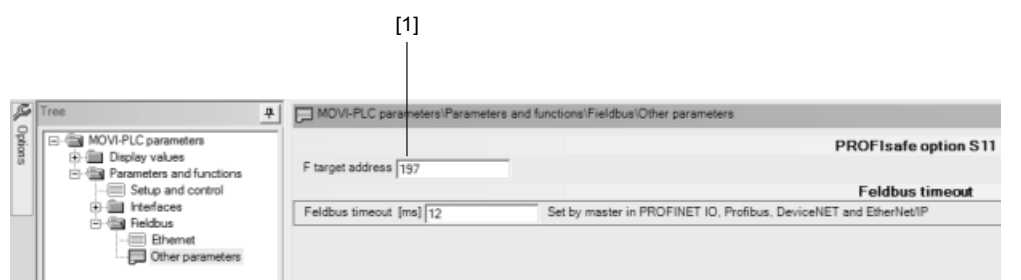 [1]
Options
Tree
MOVI-PLC parameters
Display values
Parameters and functions
Setup and control
Interfaces
Fieldbus
Ethernet
Other parameters
MOVI-PLC parameters\Parameters and functions\Fieldbus\Other parameters
PROFIsafe option S11
F target address 197
Feldbus timeout
Feldbus timeout [ms] 12 Set by master in PROFINET IO, Profibus, DeviceNET and EtherNet/IP